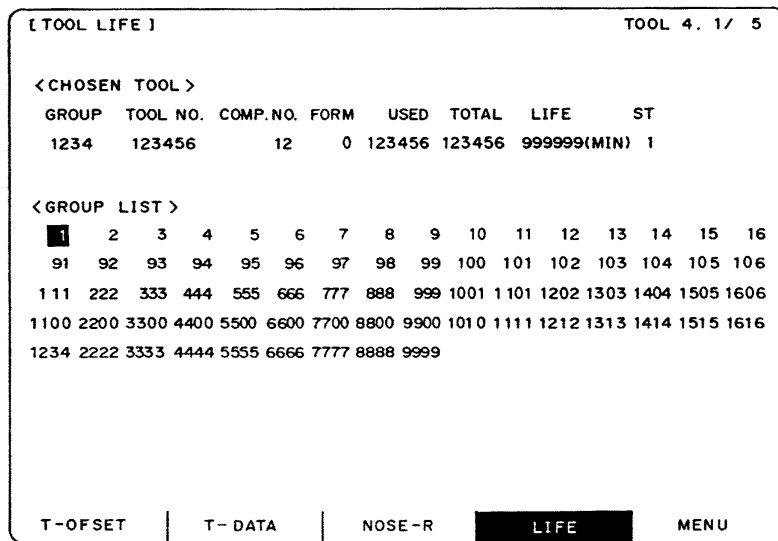 [TOOL LIFE] TOOL 4. 1/ 5
<CHOSEN TOOL>
GROUP TOOL NO. COMP.NO. FORM USED TOTAL LIFE ST
1234 123456 12 0 123456 123456 999999(MIN) 1
<GROUP LIST>
1 2 3 4 5 6 7 8 9 10 11 12 13 14 15 16
91 92 93 94 95 96 97 98 99 100 101 102 103 104 105 106
111 222 333 444 555 666 777 888 999 1001 1101 1202 1303 1404 1505 1606
1100 2200 3300 4400 5500 6600 7700 8800 9900 1010 1111 1212 1313 1414 1515 1616
1234 2222 3333 4444 5555 6666 7777 8888 9999
T-OFSET T-DATA NOSE-R LIFE MENU